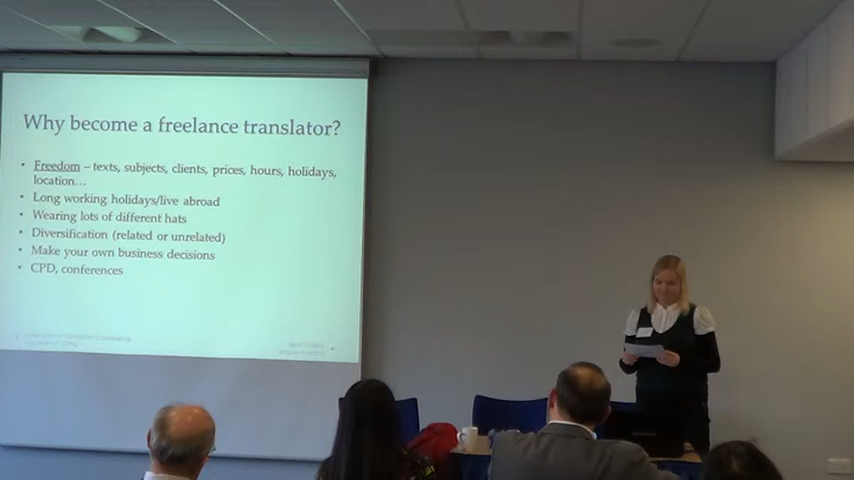 Why become a freelance translator?
• Freedom – texts, subjects, clients, prices, hours, holidays,
location...
• Long working holidays/live abroad
• Wearing lots of different hats
• Diversification (related or unrelated)
• Make your own business decisions
• CPD, conferences